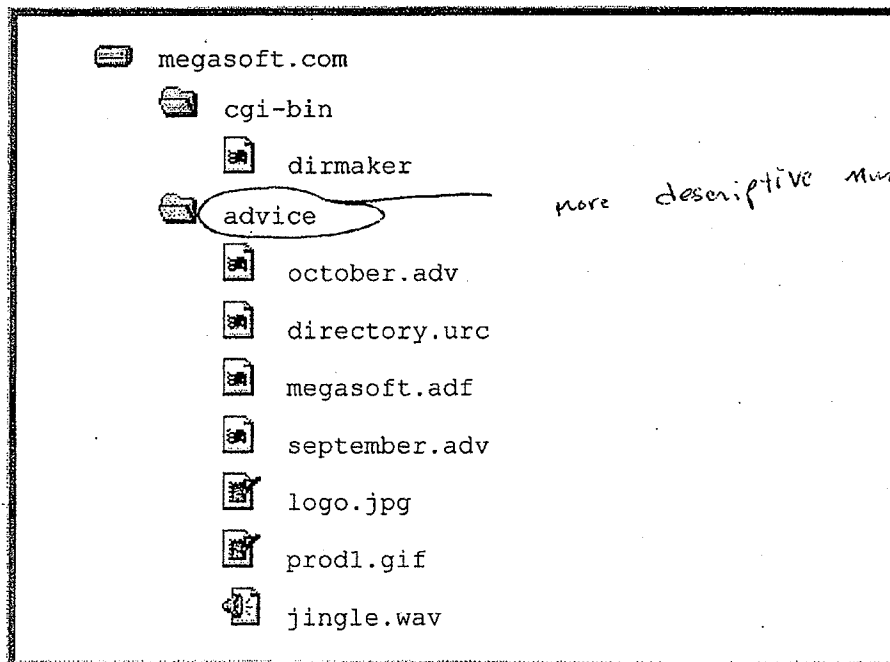 megasoft.com
cgi-bin
dirmaker
advice
more descriptive
october.adv
directory.urc
megasoft.adf
september.adv
logo.jpg
prod1.gif
jingle.wav